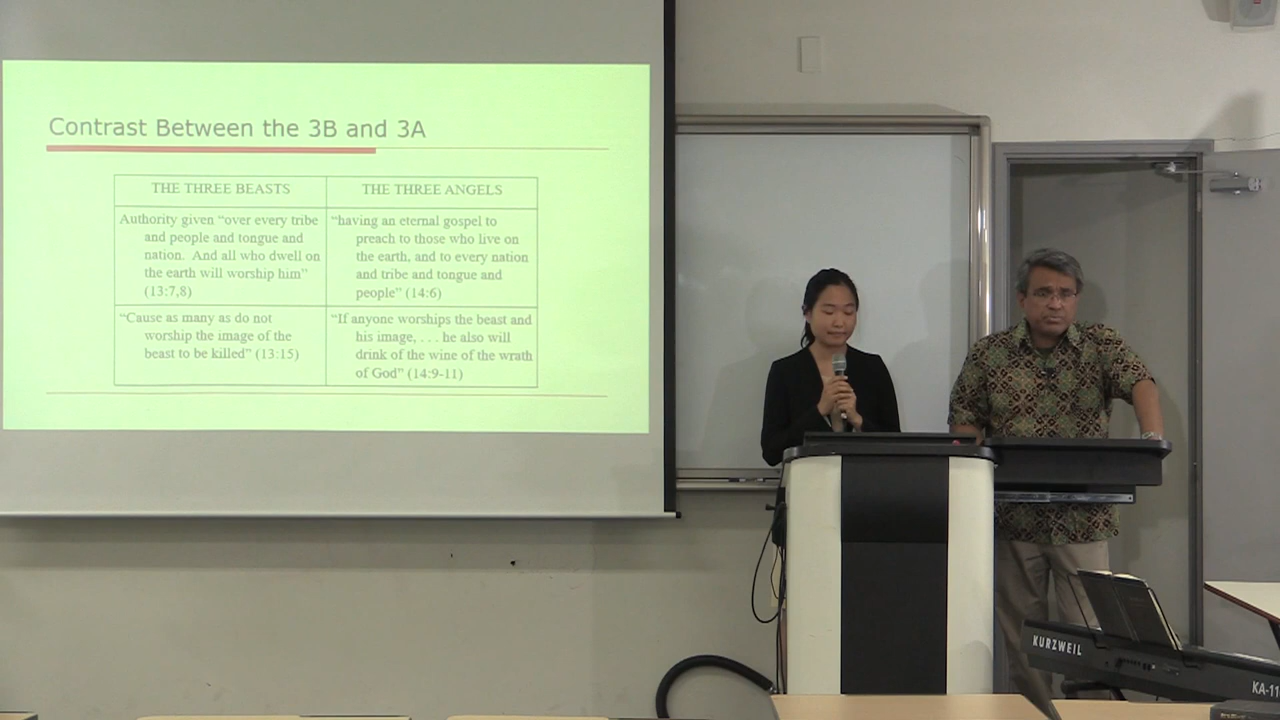 Contrast Between the 3B and 3A
THE THREE BEASTS
THE THREE ANGELS
Authority given “over every tribe
and people and tongue and
nation. And all who dwell on
the earth will worship him”
(13:7,8)
“having an eternal gospel to
preach to those who live on
the earth, and to every nation
and tribe and tongue and
people” (14:6)
“Cause as many as do not
worship the image of the
beast to be killed” (13:15)
“If anyone worships the beast and
his image, . . . he also will
drink of the wine of the wrath
of God” (14:9-11)
KURZWEIL